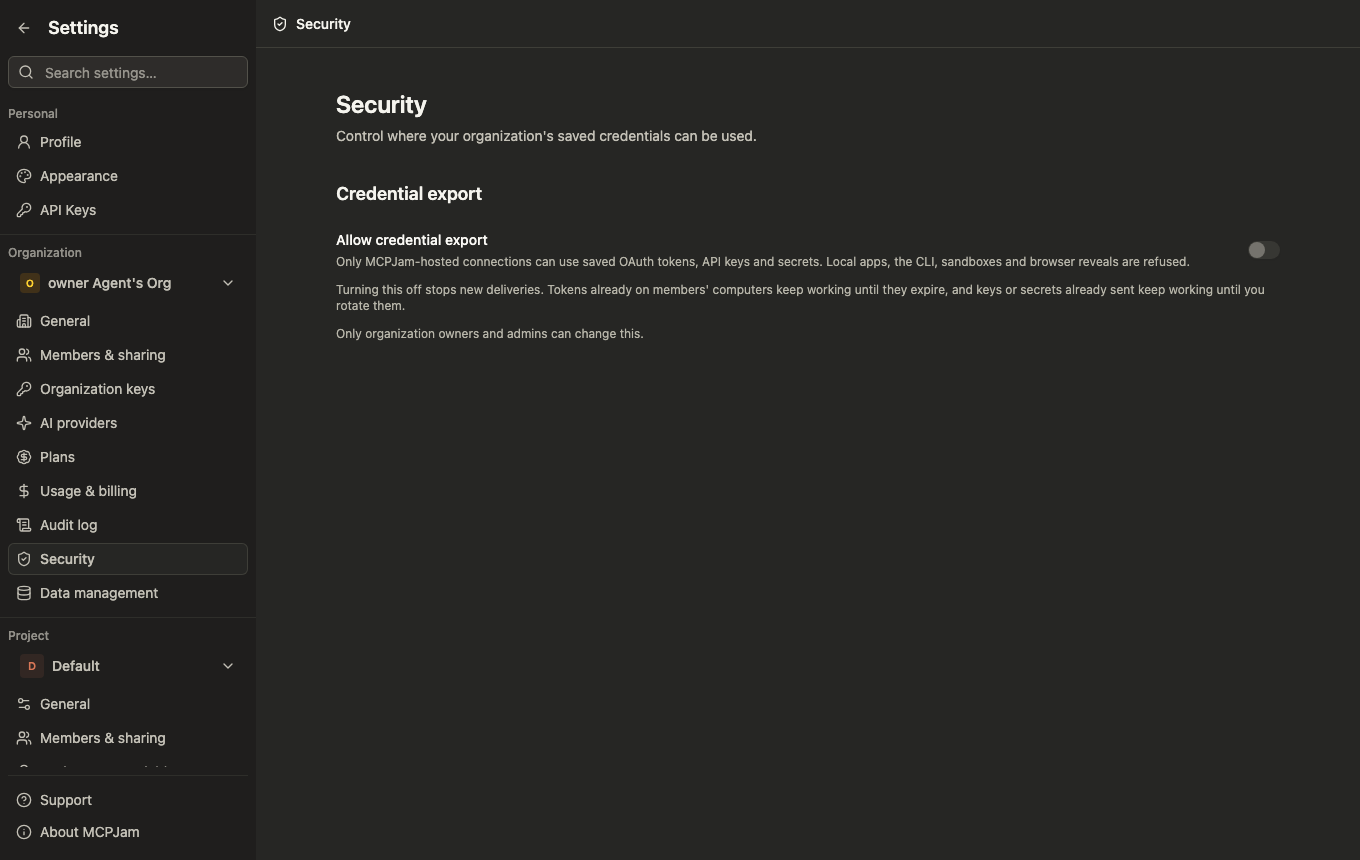 Settings
Search settings...
Personal
Profile
Appearance
API Keys
Organization
O owner Agent's Org
General
Members & sharing
Organization keys
AI providers
Plans
Usage & billing
Audit log
Security
Data management
Project
D Default
General
Members & sharing
Support
About MCPJam
Security
Security
Control where your organization's saved credentials can be used.
Credential export
Allow credential export
Only MCPJam-hosted connections can use saved OAuth tokens, API keys and secrets. Local apps, the CLI, sandboxes and browser reveals are refused.
Turning this off stops new deliveries. Tokens already on members' computers keep working until they expire, and keys or secrets already sent keep working until you
rotate them.
Only organization owners and admins can change this.